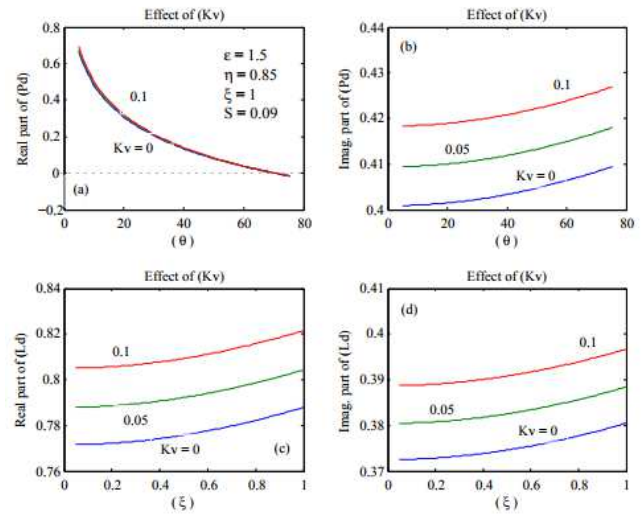 Effect of (Kv)
0.8
0.6
0.4
0.2
0
−0.2
Real part of (Pd)
0.1
Kv = 0
ε = 1.5
η = 0.85
ξ = 1
S = 0.09
(a)
0 20 40 60 80
( θ )
Effect of (Kv)
0.44
0.43
0.42
0.41
0.4
Imag. part of (Pd)
(b)
0.1
0.05
Kv = 0
0 20 40 60 80
( θ )
Effect of (Kv)
0.84
0.82
0.8
0.78
0.76
Real part of (Ld)
0.1
0.05
Kv = 0
(c)
0 0.2 0.4 0.6 0.8 1
( ξ )
Effect of (Kv)
0.41
0.4
0.39
0.38
0.37
Imag. part of (Ld)
(d)
0.1
0.05
Kv = 0
0 0.2 0.4 0.6 0.8 1
( ξ )